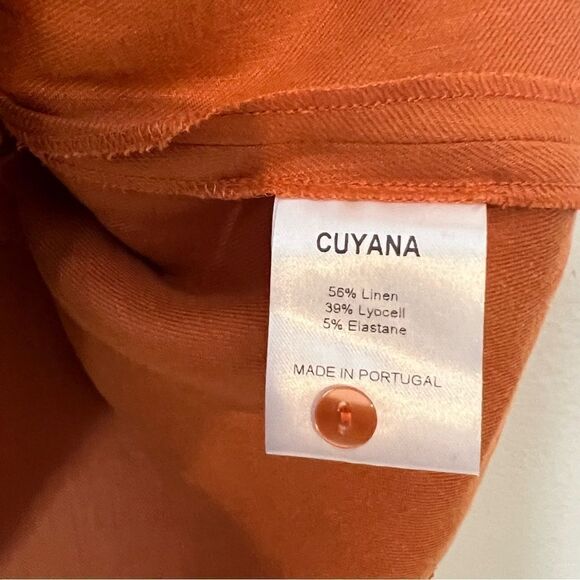 CUYANA
56% Linen
39% Lyocell
5% Elastane
MADE IN PORTUGAL